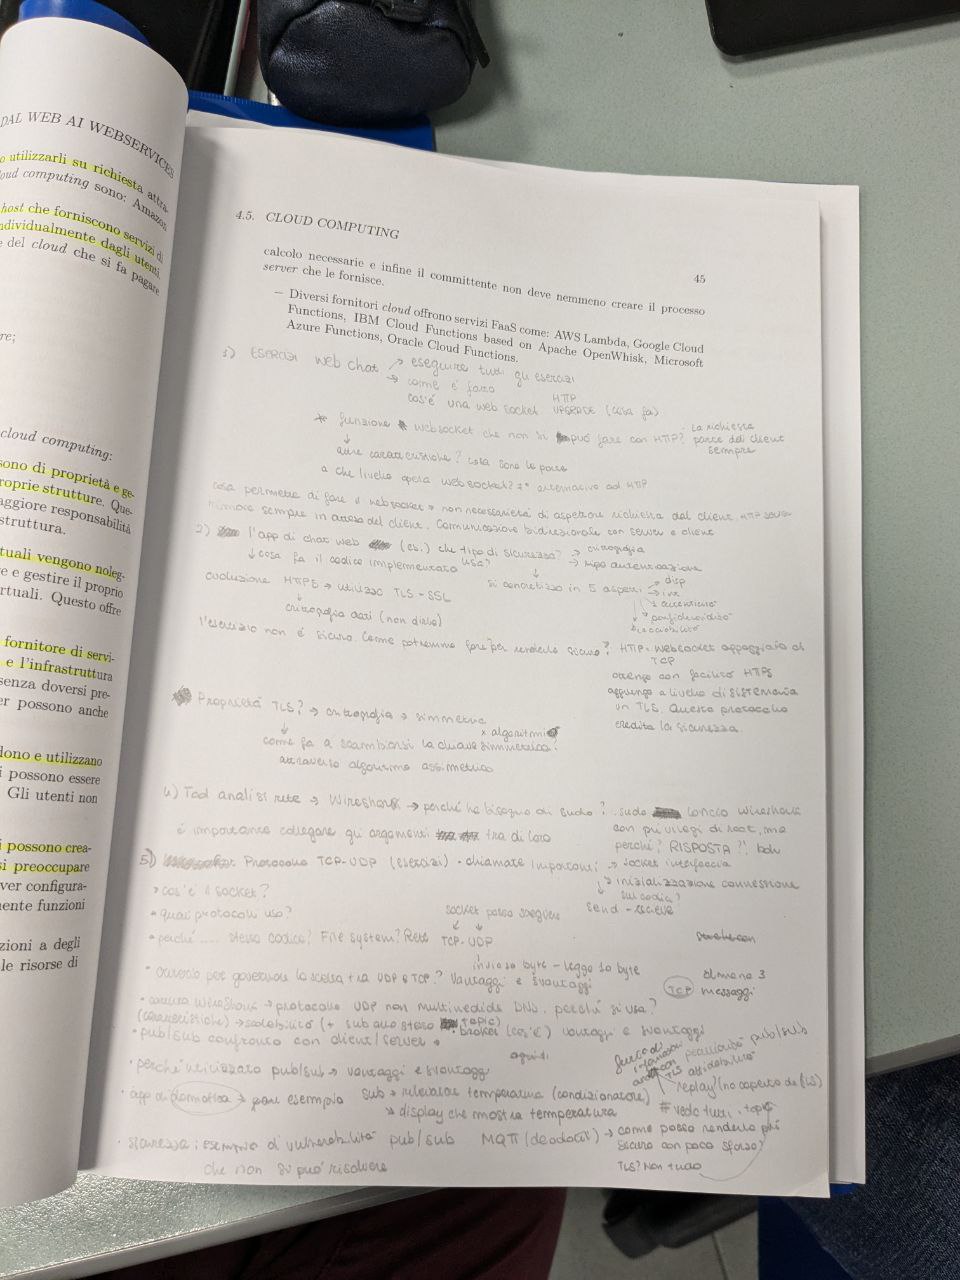 DAL WEB AI WEBSERVICES
o utilizzarli su richiesta attra-
oud computing sono: Amazon
host che forniscono servizi di
ndividualmente dagli utenti.
e del cloud che si fa pagare
re;
cloud computing:
sono di proprietà e ge-
proprie strutture. Que-
aggiore responsabilità
struttura.
tuali vengono noleg-
e e gestire il proprio
rtuali. Questo offre
fornitore di servi-
e l'infrastruttura
senza doversi pre-
er possono anche
dono e utilizzano
i possono essere
Gli utenti non
i possono crea-
si preoccupare
ver configura-
nente funzioni
zioni a degli
le risorse di
4.5. CLOUD COMPUTING
45
calcolo necessarie e infine il committente non deve nemmeno creare il processo
server che le fornisce.
– Diversi fornitori cloud offrono servizi FaaS come: AWS Lambda, Google Cloud
Functions, IBM Cloud Functions based on Apache OpenWhisk, Microsoft
Azure Functions, Oracle Cloud Functions.
ESERCIZI Web chat → eseguire tutti gli esercizi
→ come è fatto
cos'è una web socket HTTP UPGRADE (cosa fa)
* funzione websocket che non si può fare con HTTP? La richiesta parte dal client sempre
↓ altre caratteristiche? cosa sono le porte
a che livello opera websocket? alternativo ad HTTP
cosa permette di fare il websocket → non necessarietà di aspettare richiesta dal client. HTTP server
rimane sempre in attesa del client. Comunicazione bidirezionale con server e client
2) l'app di chat web (es.) che tipo di sicurezza usa? → crittografia
→ tipo autenticazione
↓ cosa fa il codice implementato
si concretizza in 5 aspetti → disp
→ int
autenticità
confidenzialità
evoluzione HTTPS → utilizzo TLS - SSL
↓
crittografia dati (non disco)
l'esercizio non è sicuro. Come potremmo fare per renderlo sicuro? HTTP. websocket appoggiato al
TCP
ottengo con facilità HTTPS
aggiungo a livello di sistemaria
un TLS. Questo protocollo
eredita la sicurezza.
Proprietà TLS? → crittografia → simmetrica
x algoritmi
↓ come fa a scambiarsi la chiave simmetrica?
attraverso algoritmo assimetrico
4) Tool analisi rete → Wireshark → perché ha bisogno di sudo? sudo lancio wireshark
con privilegi di root, ma
perché? RISPOSTA?! boh
è importante collegare gli argomenti tra di loro
5) Protocollo TCP-UDP (esercizi) • chiamate importanti → socket interfaccia
→ inizializzazione connessione
sul codice?
send - receive
• cos'è il socket?
• quali protocolli uso?
socket posso scegliere
• perché ..... stesso codice? File system? Rete TCP-UDP
inviato byte - leggo 10 byte
• criterio per governare la scelta tra UDP e TCP? Vantaggi e svantaggi
TCP almeno 3 messaggi
• cattura Wireshark → protocollo UDP non multimediale DNS. perché si usa?
(caratteristiche) → scalabilità (+ sub allo stesso topic)
• pub/sub confronto con client/server • broker (cos'è) vantaggi e svantaggi
• perché utilizzato pub/sub → vantaggi e svantaggi
pub/sub
TLS affidabilità
replay (no coperto da TLS)
• app di domotica → fare esempio sub → rilevatore temperatura (condizionatore)
→ display che mostra temperatura
# vedo tutti i topic
• sicurezza: esempio di vulnerabilità pub/sub MQTT → come posso renderlo più
sicuro con poco sforzo?
che non si può risolvere
TLS? Non tutto